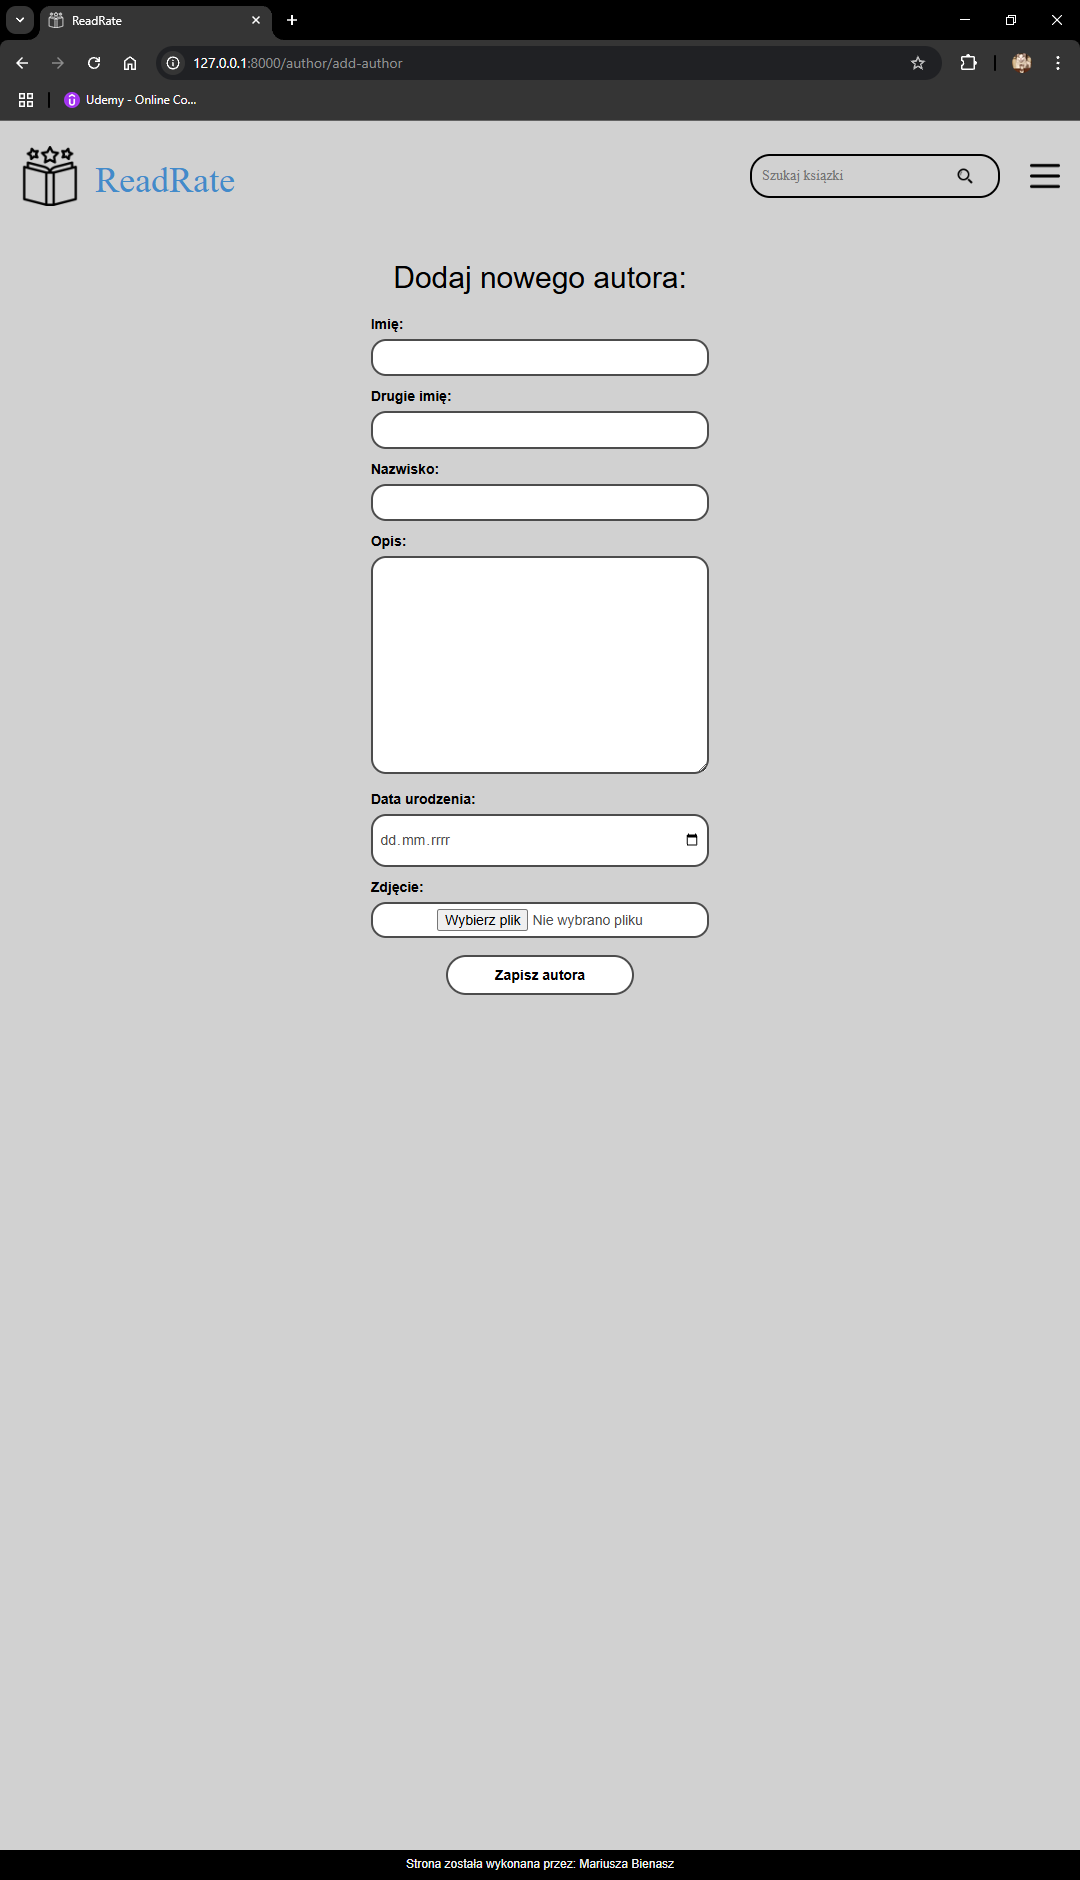 ReadRate
127.0.0.1:8000/author/add-author
Udemy - Online Co...
ReadRate
Szukaj ksiązki
Dodaj nowego autora:
Imię:
Drugie imię:
Nazwisko:
Opis:
Data urodzenia:
dd.mm.rrrr
Zdjęcie:
Wybierz plik Nie wybrano pliku
Zapisz autora
Strona została wykonana przez: Mariusza Bienasz